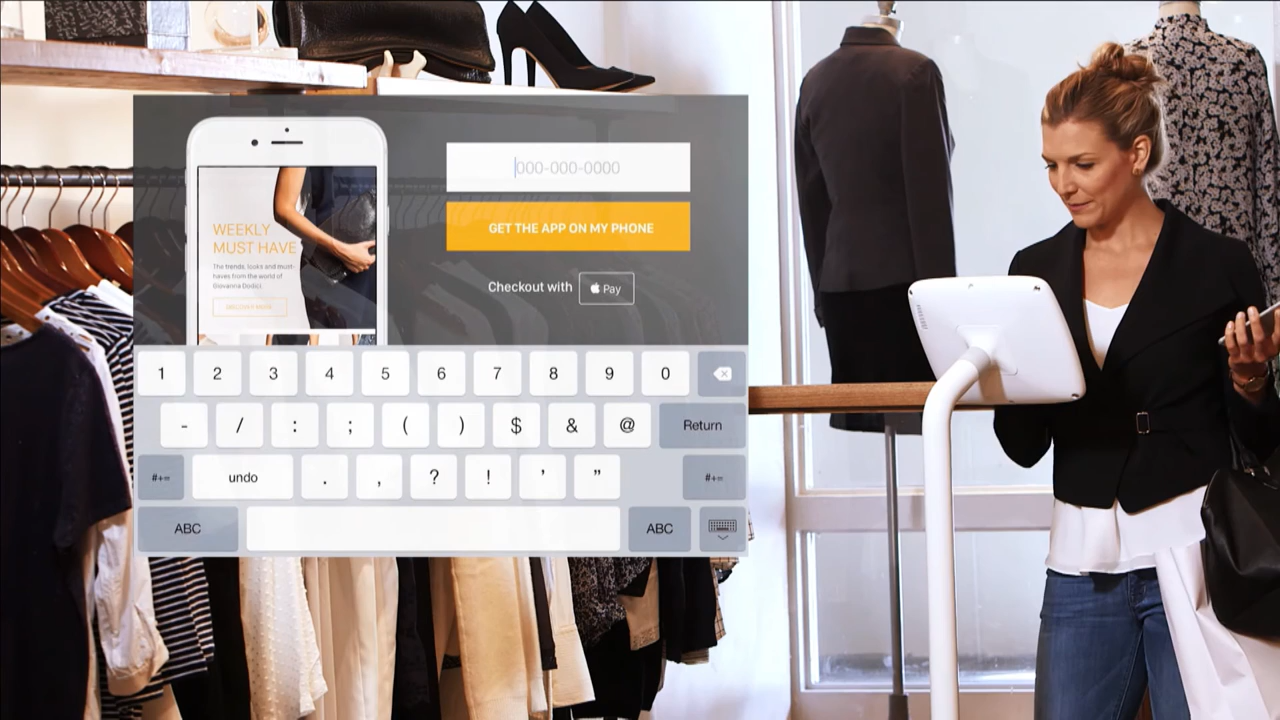 000-000-0000
GET THE APP ON MY PHONE
Checkout with  Pay
WEEKLY
MUST HAVE
The trends, looks and must-
haves from the world of
Giovanna Dodici
1 2 3 4 5 6 7 8 9 0
- / : ; ( ) $ & @ Return
#+= undo . , ? ! ' " #+=
ABC ABC